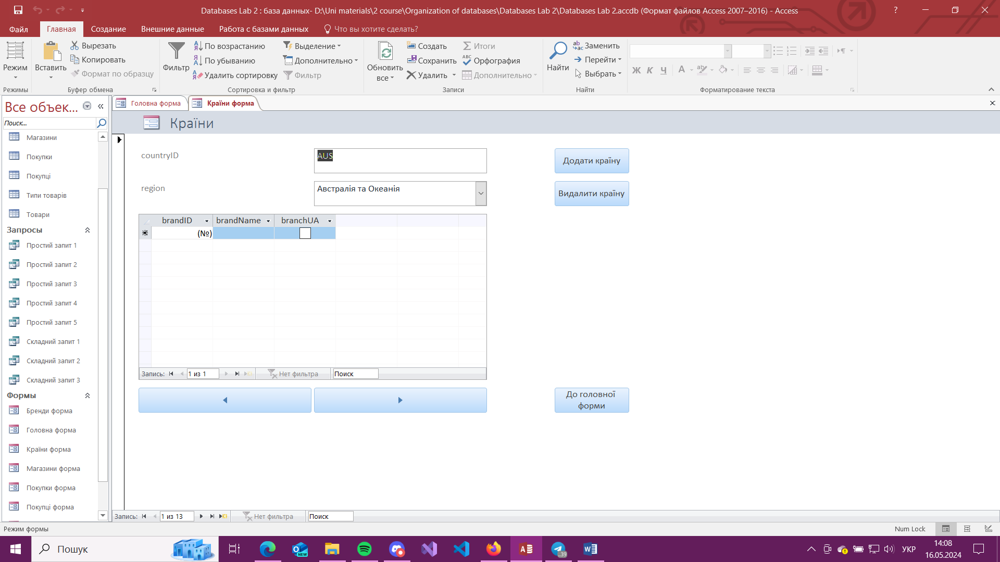 Databases Lab 2 : база данных- D:\Uni materials\2 course\Organization of databases\Databases Lab 2\Databases Lab 2.accdb (Формат файлов Access 2007–2016) - Access
Файл Главная Создание Внешние данные Работа с базами данных Что вы хотите сделать?
Режим
Режимы
Вставить
Вырезать
Копировать
Формат по образцу
Буфер обмена
Фильтр
По возрастанию
По убыванию
Удалить сортировку
Выделение
Дополнительно
Фильтр
Сортировка и фильтр
Обновить
все
Создать
Сохранить
Удалить
Итоги
Орфография
Дополнительно
Записи
Найти
Заменить
Перейти
Выбрать
Найти
Ж К Ч
А
Форматирование текста
Все объек...
Поиск...
Магазини
Покупки
Покупці
Типи товарів
Товари
Запросы
Простий запит 1
Простий запит 2
Простий запит 3
Простий запит 4
Простий запит 5
Складний запит 1
Складний запит 2
Складний запит 3
Формы
Бренди форма
Головна форма
Країни форма
Магазини форма
Покупки форма
Покупці форма
Головна форма Країни форма
Країни
countryID AUS Додати країну
region Австралія та Океанія Видалити країну
brandID brandName branchUA
(№)
Запись: 1 из 1 Нет фильтра Поиск
До головної
форми
Запись: 1 из 13 Нет фильтра Поиск
Режим формы Num Lock
Пошук
NEW
39
УКР
14:08
16.05.2024